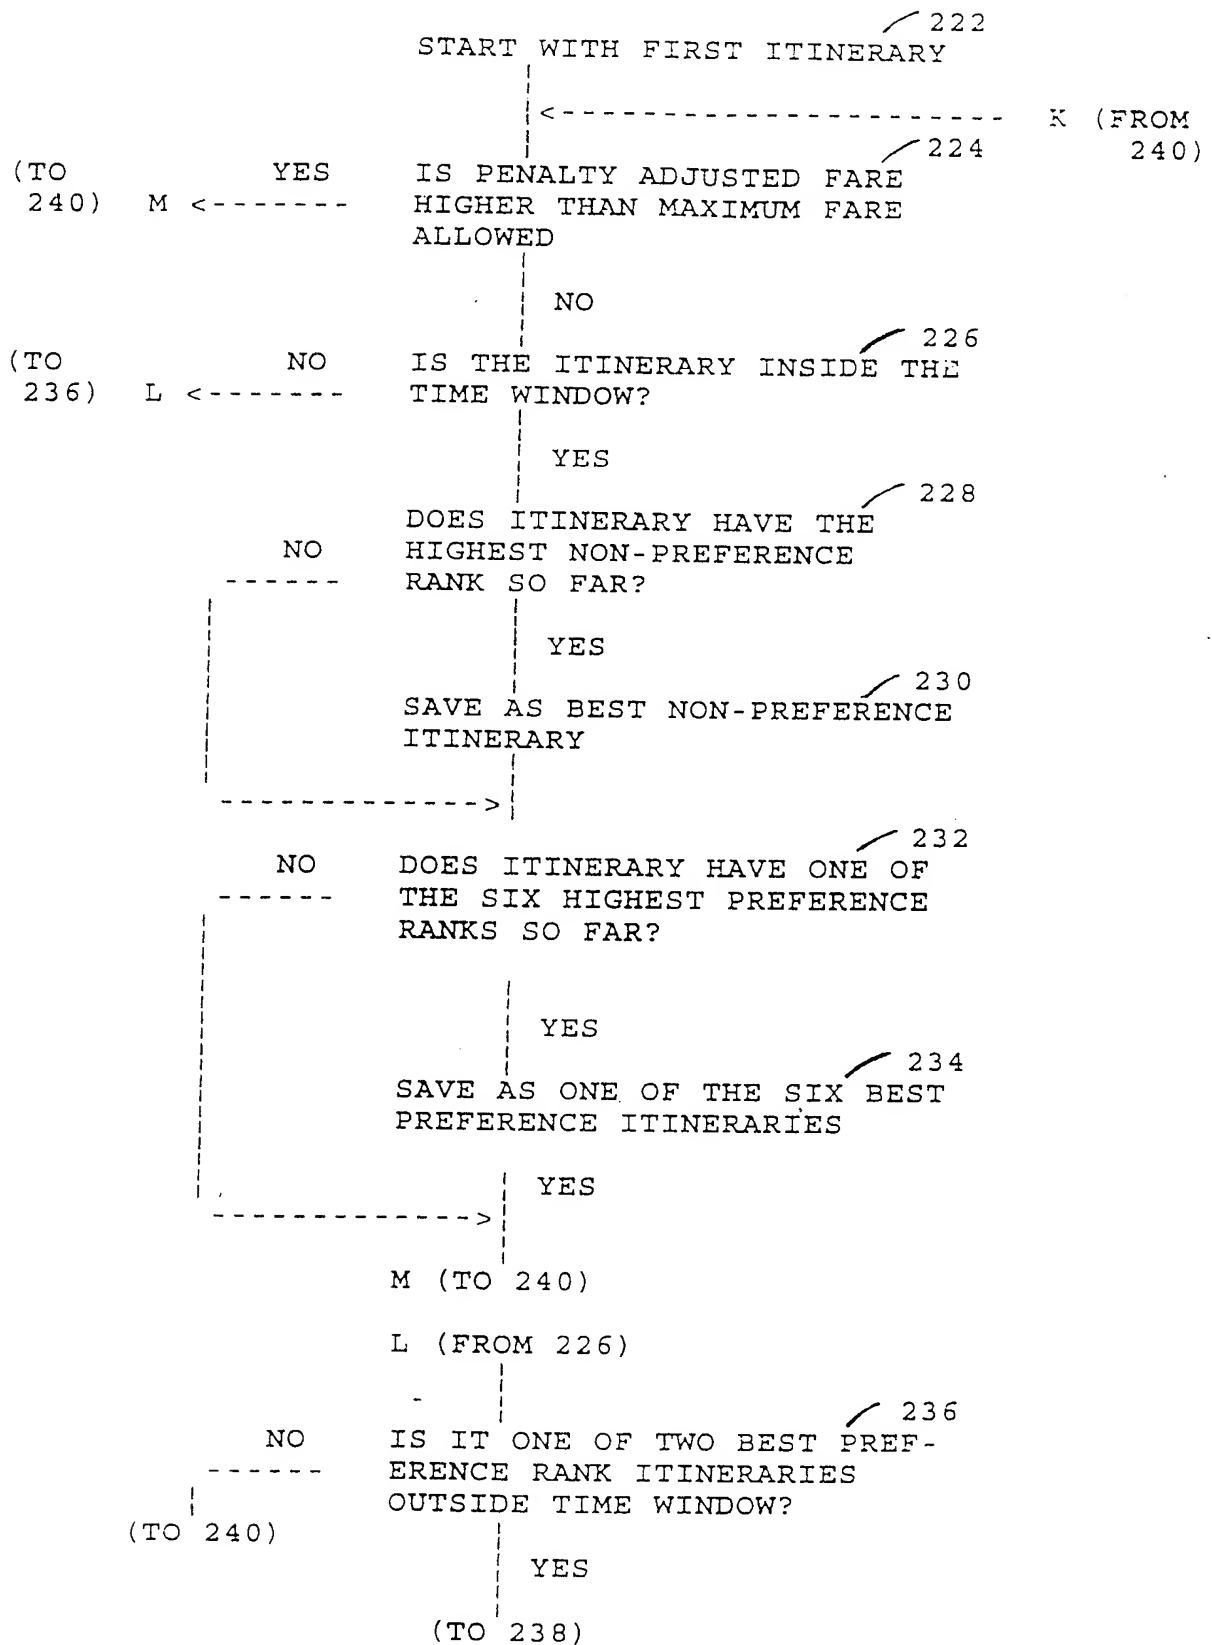 222
START WITH FIRST ITINERARY
K (FROM 240)
224
(TO 240) M <------- YES
IS PENALTY ADJUSTED FARE
HIGHER THAN MAXIMUM FARE
ALLOWED
NO
226
(TO 236) L <------- NO
IS THE ITINERARY INSIDE THE
TIME WINDOW?
YES
228
NO
DOES ITINERARY HAVE THE
HIGHEST NON-PREFERENCE
RANK SO FAR?
YES
230
SAVE AS BEST NON-PREFERENCE
ITINERARY
232
NO
DOES ITINERARY HAVE ONE OF
THE SIX HIGHEST PREFERENCE
RANKS SO FAR?
YES
234
SAVE AS ONE OF THE SIX BEST
PREFERENCE ITINERARIES
YES
M (TO 240)
L (FROM 226)
236
NO
IS IT ONE OF TWO BEST PREF-
ERENCE RANK ITINERARIES
OUTSIDE TIME WINDOW?
(TO 240)
YES
(TO 238)